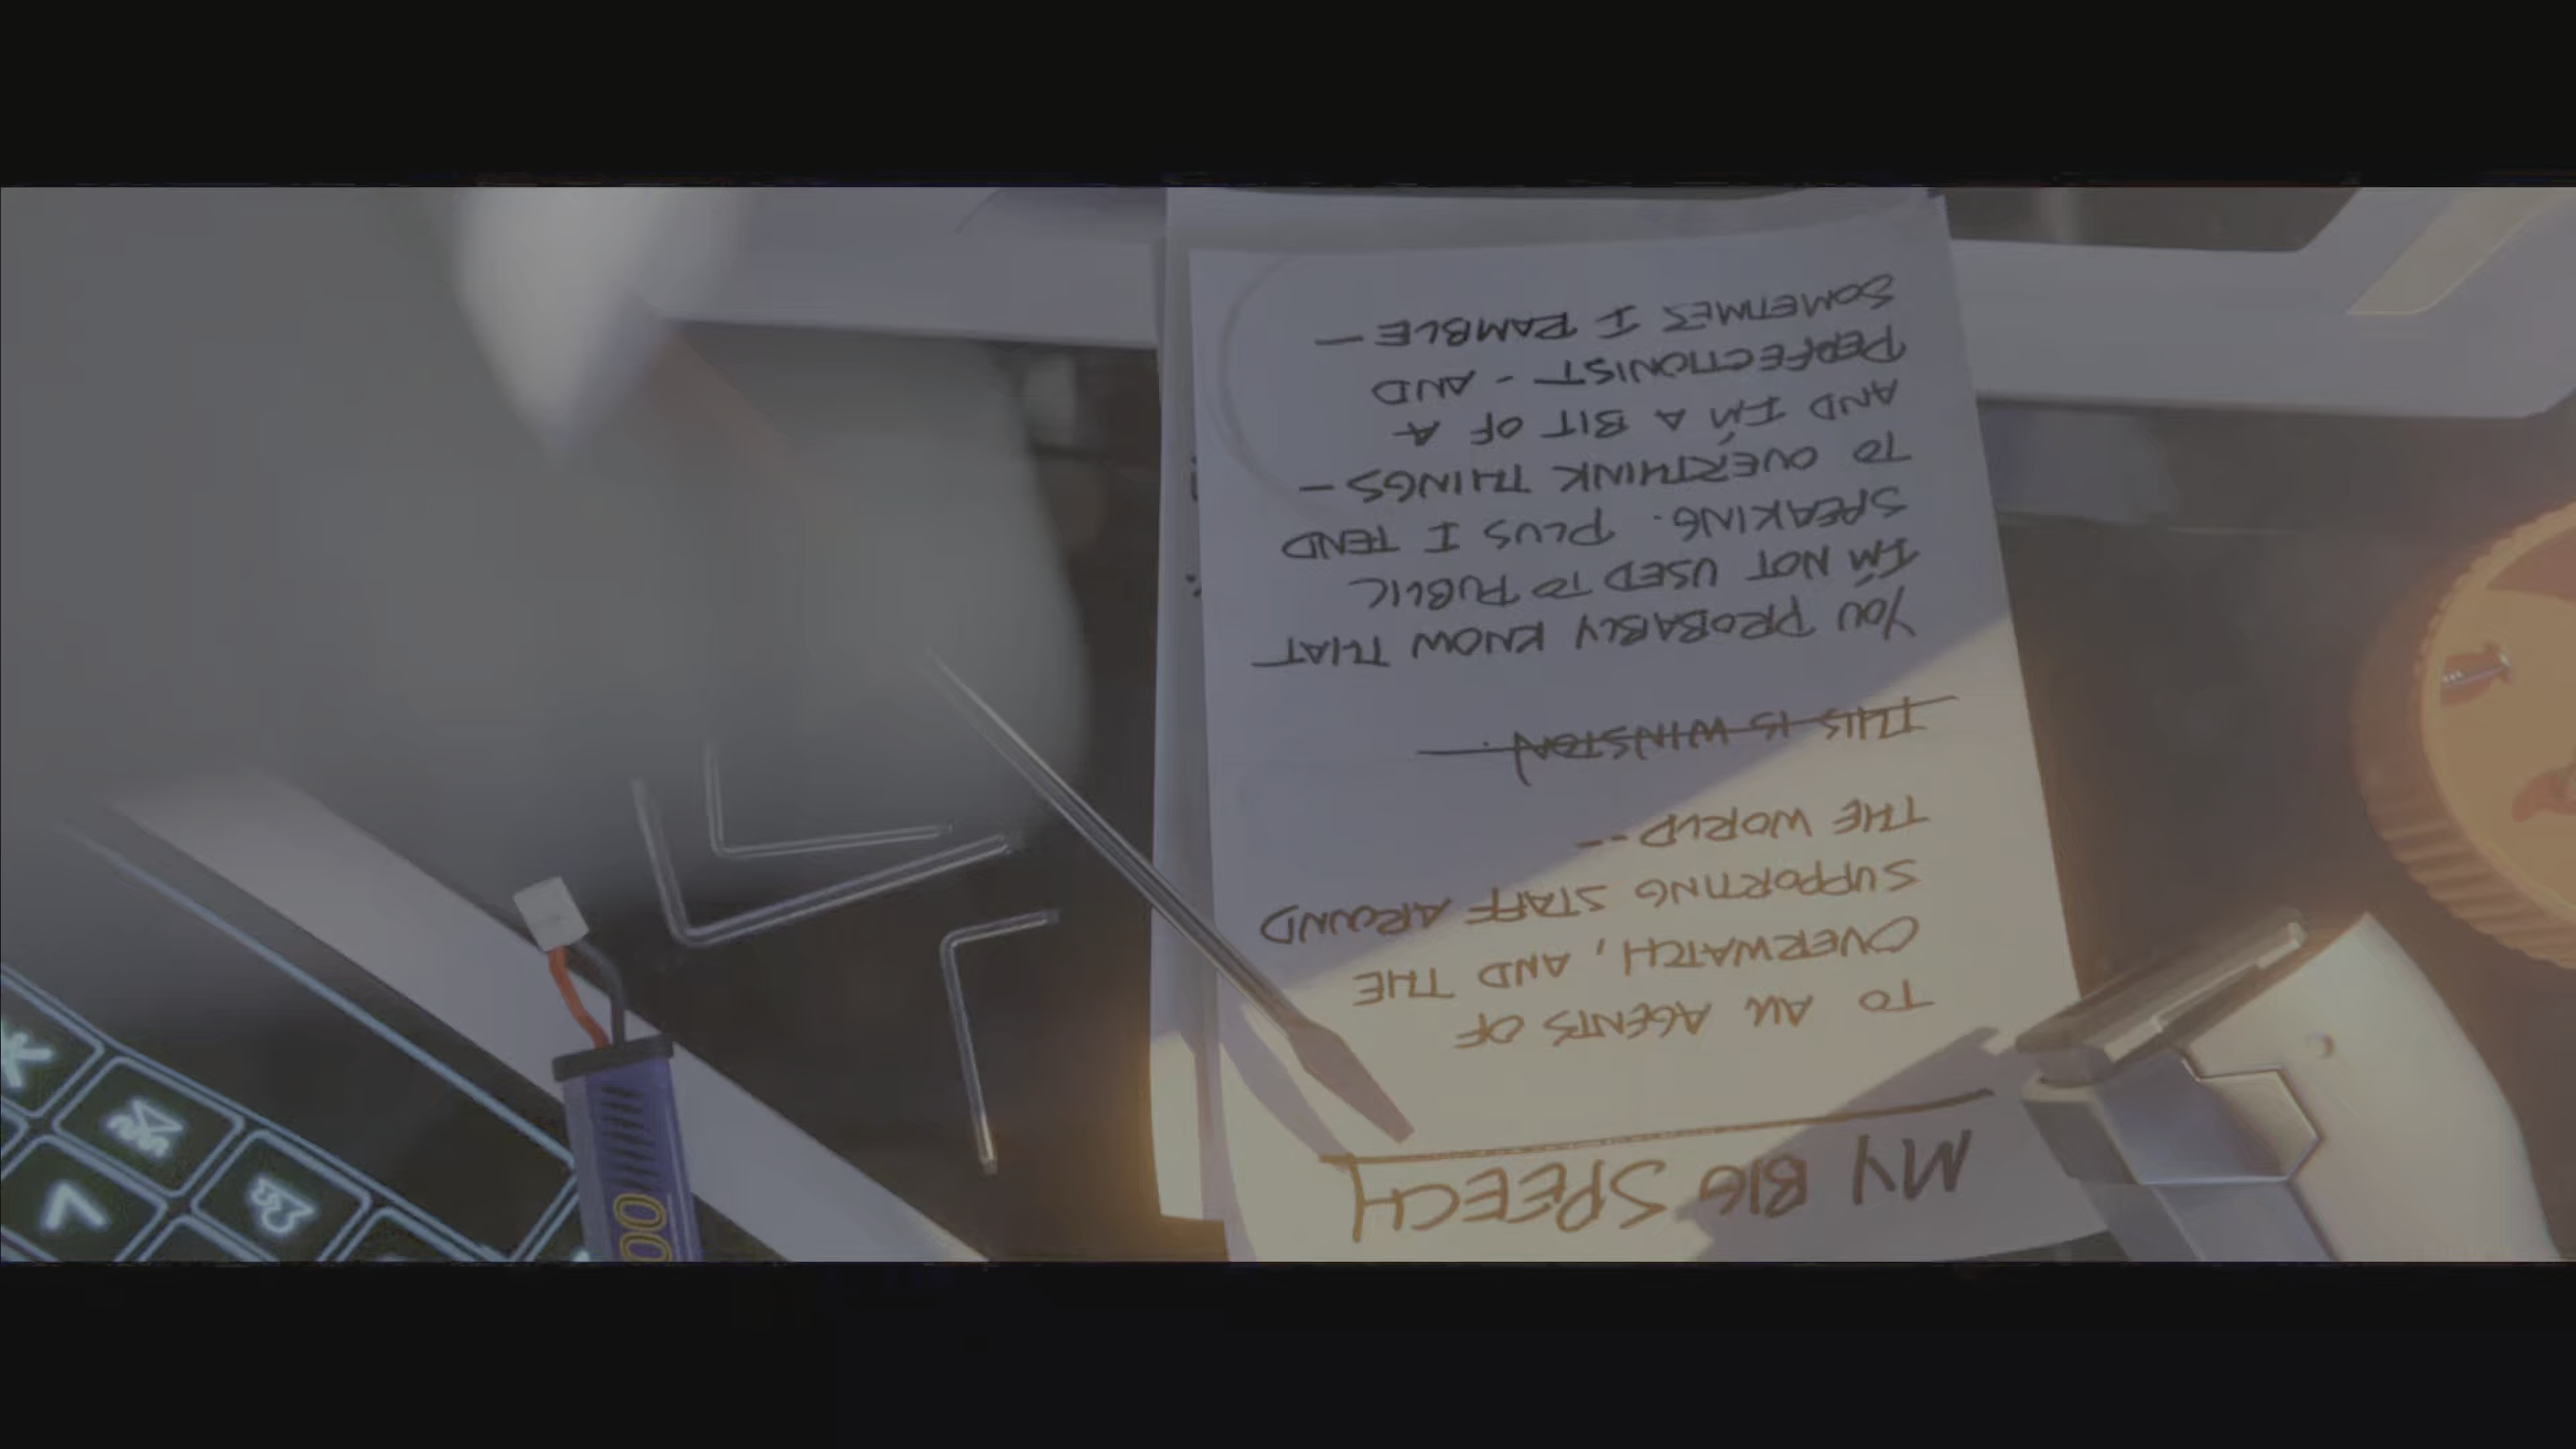 MY BIG SPEECH
TO ALL AGENTS OF
OVERWATCH, AND THE
SUPPORTING STAFF AROUND
THE WORLD--
THIS IS WINSTON.
YOU PROBABLY KNOW THAT
I'M NOT USED TO PUBLIC
SPEAKING. PLUS I TEND
TO OVERTHINK THINGS -
AND I'M A BIT OF A
PERFECTIONIST - AND
SOMETIMES I RAMBLE -
00